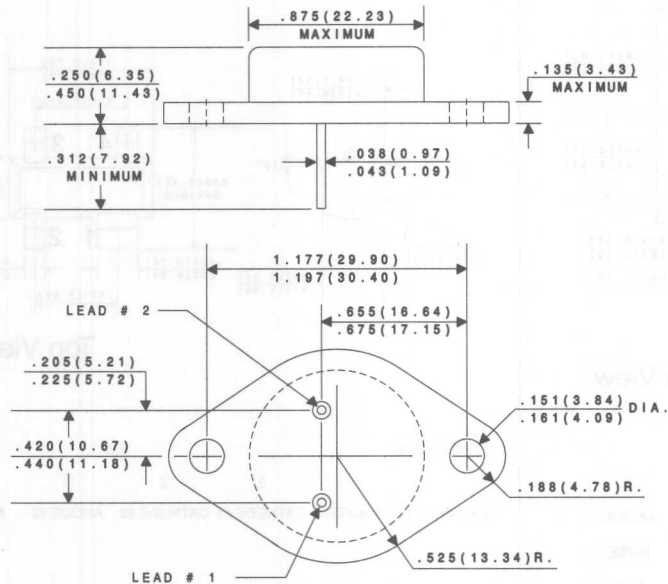 .875(22.23)
MAXIMUM
.250(6.35)
.450(11.43)
.135(3.43)
MAXIMUM
.312(7.92)
MINIMUM
.038(0.97)
.043(1.09)
1.177(29.90)
1.197(30.40)
LEAD # 2
.655(16.64)
.675(17.15)
.205(5.21)
.225(5.72)
.151(3.84)
.161(4.09)
DIA.
.420(10.67)
.440(11.18)
.188(4.78)R.
.525(13.34)R.
LEAD # 1